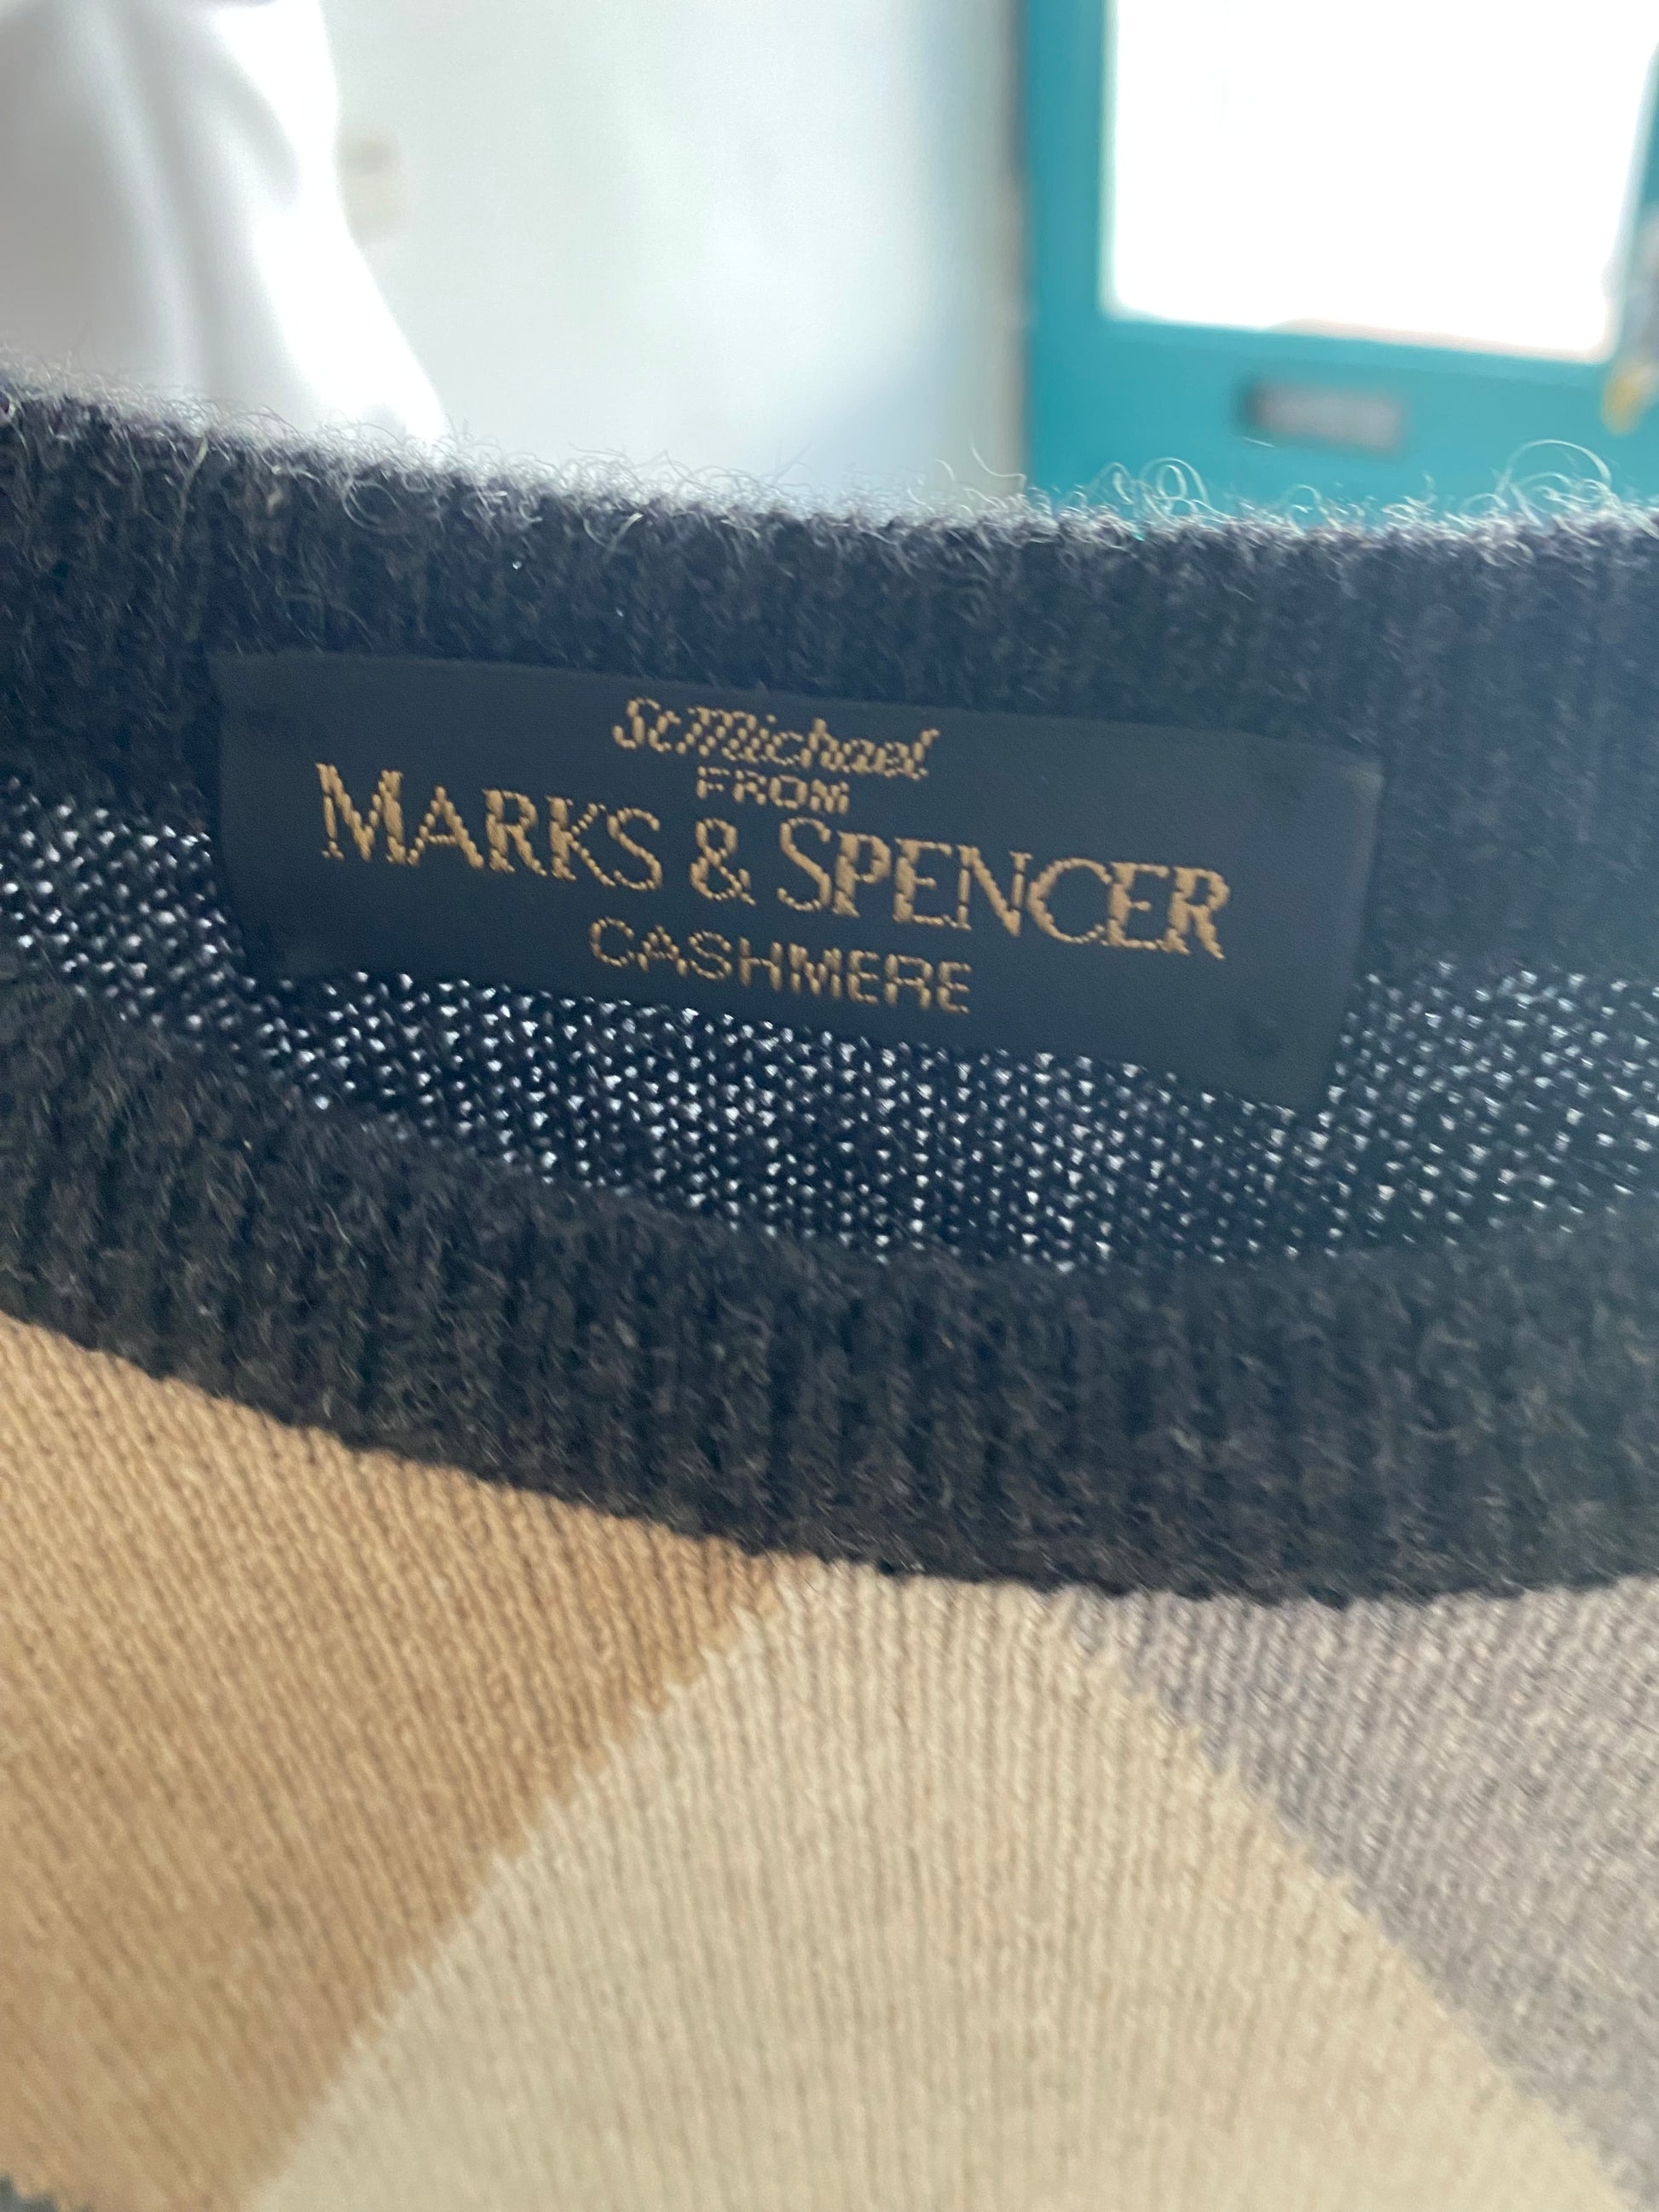 St Michael
FROM
MARKS & SPENCER
CASHMERE